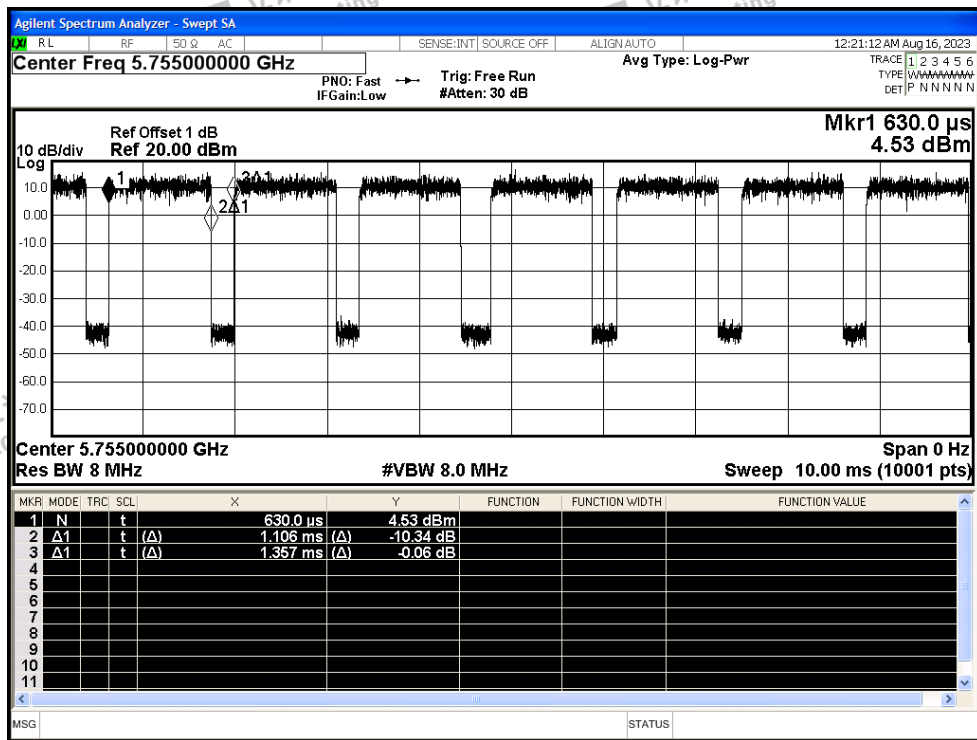 Agilent Spectrum Analyzer - Swept SA
LXI RL RF 50 Ω AC SENSE:INT SOURCE OFF ALIGN AUTO 12:21:12 AM Aug 16, 2023
Center Freq 5.755000000 GHz Avg Type: Log-Pwr TRACE 1 2 3 4 5 6
PNO: Fast Trig: Free Run TYPE W
IFGain:Low #Atten: 30 dB DET P N N N N N
Mkr1 630.0 µs
Ref Offset 1 dB
10 dB/div Ref 20.00 dBm 4.53 dBm
Log
10.0
1 3Δ1
0.00 2Δ1
-10.0
-20.0
-30.0
-40.0
-50.0
-60.0
-70.0
Center 5.755000000 GHz Span 0 Hz
Res BW 8 MHz #VBW 8.0 MHz Sweep 10.00 ms (10001 pts)
MKR MODE TRC SCL X Y FUNCTION FUNCTION WIDTH FUNCTION VALUE
1 N t 630.0 µs 4.53 dBm
2 Δ1 t (Δ) 1.106 ms (Δ) -10.34 dB
3 Δ1 t (Δ) 1.357 ms (Δ) -0.06 dB
4
5
6
7
8
9
10
11
MSG STATUS